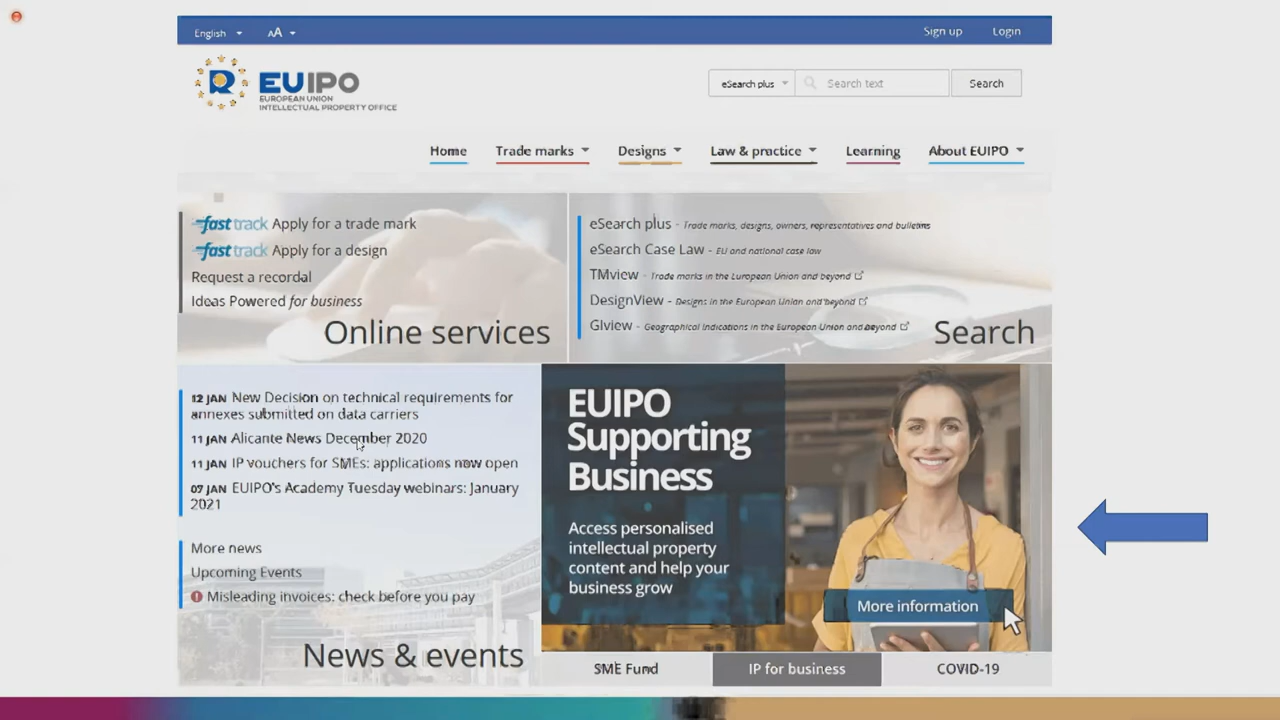 English
AA
Sign up
Login
EUIPO
EUROPEAN UNION
INTELLECTUAL PROPERTY OFFICE
eSearch plus
Search text
Search
Home
Trade marks
Designs
Law & practice
Learning
About EUIPO
fast track Apply for a trade mark
fast track Apply for a design
Request a recordal
Ideas Powered for business
Online services
eSearch plus - Trade marks, designs, owners, representatives and bulletins
eSearch Case Law - EU and national case law
TMview - Trade marks in the European Union and beyond
DesignView - Designs in the European Union and beyond
GIview - Geographical Indications in the European Union and beyond
Search
12 JAN New Decision on technical requirements for
annexes submitted on data carriers
11 JAN Alicante News December 2020
11 JAN IP vouchers for SMEs: applications now open
07 JAN EUIPO's Academy Tuesday webinars: January
2021
More news
Upcoming Events
Misleading invoices: check before you pay
News & events
EUIPO
Supporting
Business
Access personalised
intellectual property
content and help your
business grow
More information
SME Fund
IP for business
COVID-19